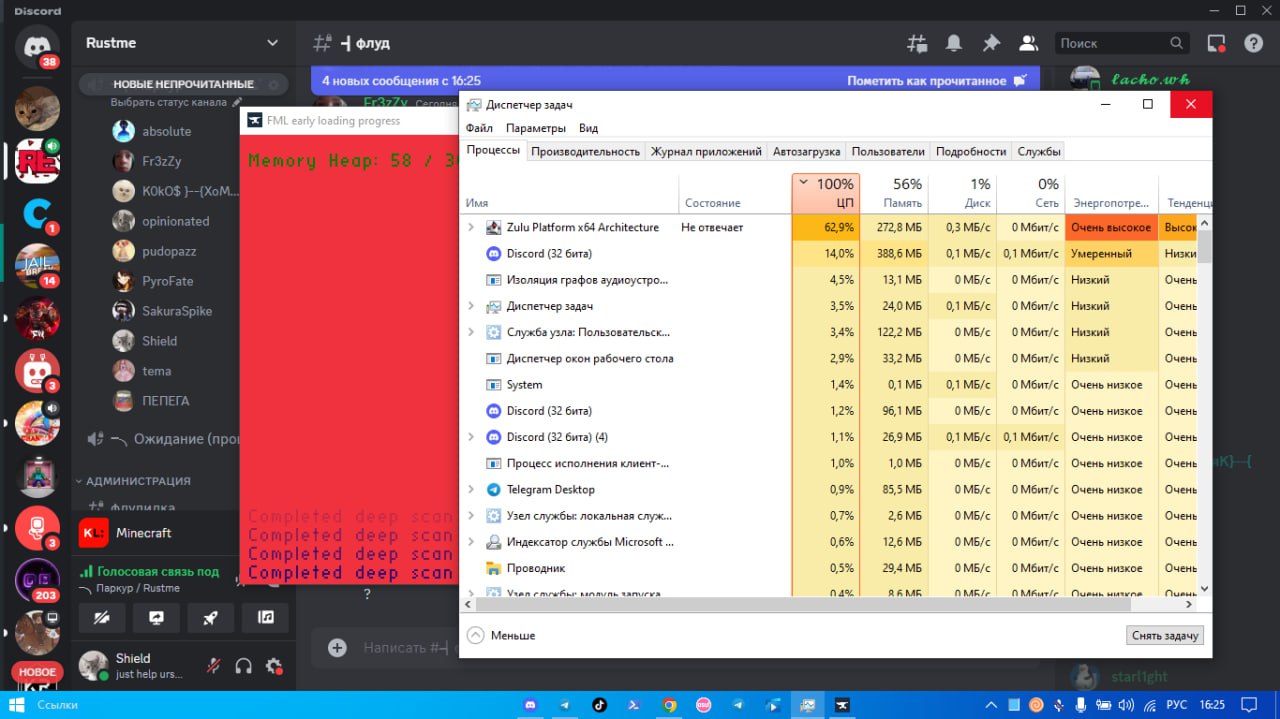 Discord
Rustme
-| флуд
Поиск
НОВЫЕ НЕПРОЧИТАННЫЕ
Выбрать статус канала
absolute
Fr3zZy
K0kO$ }--{XoM...
opinionated
pudopazz
PyroFate
SakuraSpike
Shield
tema
ПЕПЕГА
Ожидание (про
АДМИНИСТРАЦИЯ
флудилка
Minecraft
Голосовая связь под
Паркур / Rustme
Shield
just help urs...
38
1
14
3
3
203
НОВОЕ
4 новых сообщения с 16:25
Пометить как прочитанное
Fr3zZy Сегодня
lacho.wh
FML early loading progress
Memory Heap: 58 / 3
Completed deep scan
Completed deep scan
Completed deep scan
Completed deep scan
?
Написать #-|
Диспетчер задач
Файл Параметры Вид
Процессы Производительность Журнал приложений Автозагрузка Пользователи Подробности Службы
100% 56% 1% 0%
Имя Состояние ЦП Память Диск Сеть Энергопотре... Тенденц
Zulu Platform x64 Architecture Не отвечает 62,9% 272,8 МБ 0,3 МБ/с 0 Мбит/с Очень высокое Высок
Discord (32 бита) 14,0% 388,6 МБ 0,1 МБ/с 0,1 Мбит/с Умеренный Низки
Изоляция графов аудиоустро... 4,5% 13,1 МБ 0 МБ/с 0 Мбит/с Низкий Очень
Диспетчер задач 3,5% 24,0 МБ 0,1 МБ/с 0 Мбит/с Низкий Очень
Служба узла: Пользовательск... 3,4% 122,2 МБ 0 МБ/с 0 Мбит/с Низкий Очень
Диспетчер окон рабочего стола 2,9% 33,2 МБ 0 МБ/с 0 Мбит/с Низкий Очень
System 1,4% 0,1 МБ 0,1 МБ/с 0 Мбит/с Очень низкое Очень
Discord (32 бита) 1,2% 96,1 МБ 0 МБ/с 0 Мбит/с Очень низкое Очень
Discord (32 бита) (4) 1,1% 26,9 МБ 0,1 МБ/с 0,1 Мбит/с Очень низкое Очень
Процесс исполнения клиент-... 1,0% 1,0 МБ 0 МБ/с 0 Мбит/с Очень низкое Очень
Telegram Desktop 0,9% 85,5 МБ 0 МБ/с 0 Мбит/с Очень низкое Очень
Узел службы: локальная служ... 0,7% 2,6 МБ 0 МБ/с 0 Мбит/с Очень низкое Очень
Индексатор службы Microsoft ... 0,6% 12,6 МБ 0 МБ/с 0 Мбит/с Очень низкое Очень
Проводник 0,5% 29,4 МБ 0 МБ/с 0 Мбит/с Очень низкое Очень
Узел службы: модуль запуска 0,4% 8,6 МБ 0 МБ/с 0 Мбит/с Очень низкое Очень
Меньше
Снять задачу
К}--{
starl1ght
Ссылки
РУС 16:25